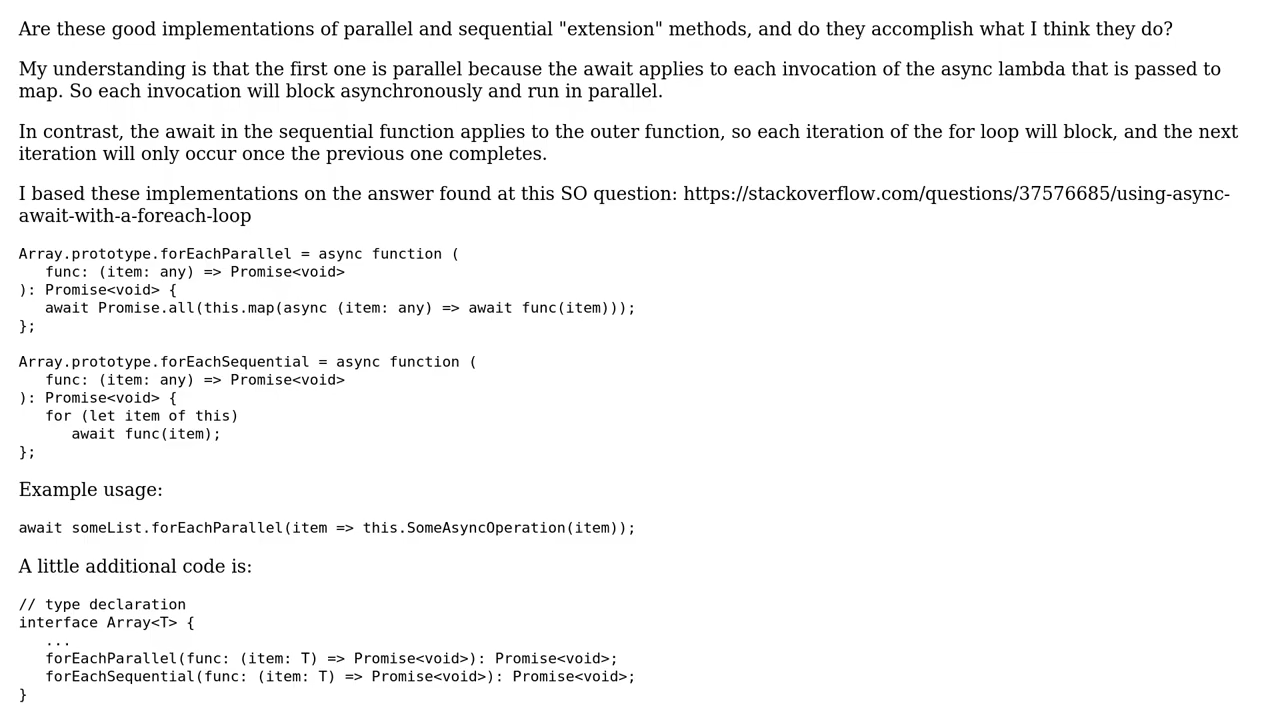 Are these good implementations of parallel and sequential "extension" methods, and do they accomplish what I think they do?
My understanding is that the first one is parallel because the await applies to each invocation of the async lambda that is passed to
map. So each invocation will block asynchronously and run in parallel.
In contrast, the await in the sequential function applies to the outer function, so each iteration of the for loop will block, and the next
iteration will only occur once the previous one completes.
I based these implementations on the answer found at this SO question: https://stackoverflow.com/questions/37576685/using-async-
await-with-a-foreach-loop
Array.prototype.forEachParallel = async function (
   func: (item: any) => Promise<void>
): Promise<void> {
   await Promise.all(this.map(async (item: any) => await func(item)));
};
Array.prototype.forEachSequential = async function (
   func: (item: any) => Promise<void>
): Promise<void> {
   for (let item of this)
      await func(item);
};
Example usage:
await someList.forEachParallel(item => this.SomeAsyncOperation(item));
A little additional code is:
// type declaration
interface Array<T> {
   ...
   forEachParallel(func: (item: T) => Promise<void>): Promise<void>;
   forEachSequential(func: (item: T) => Promise<void>): Promise<void>;
}